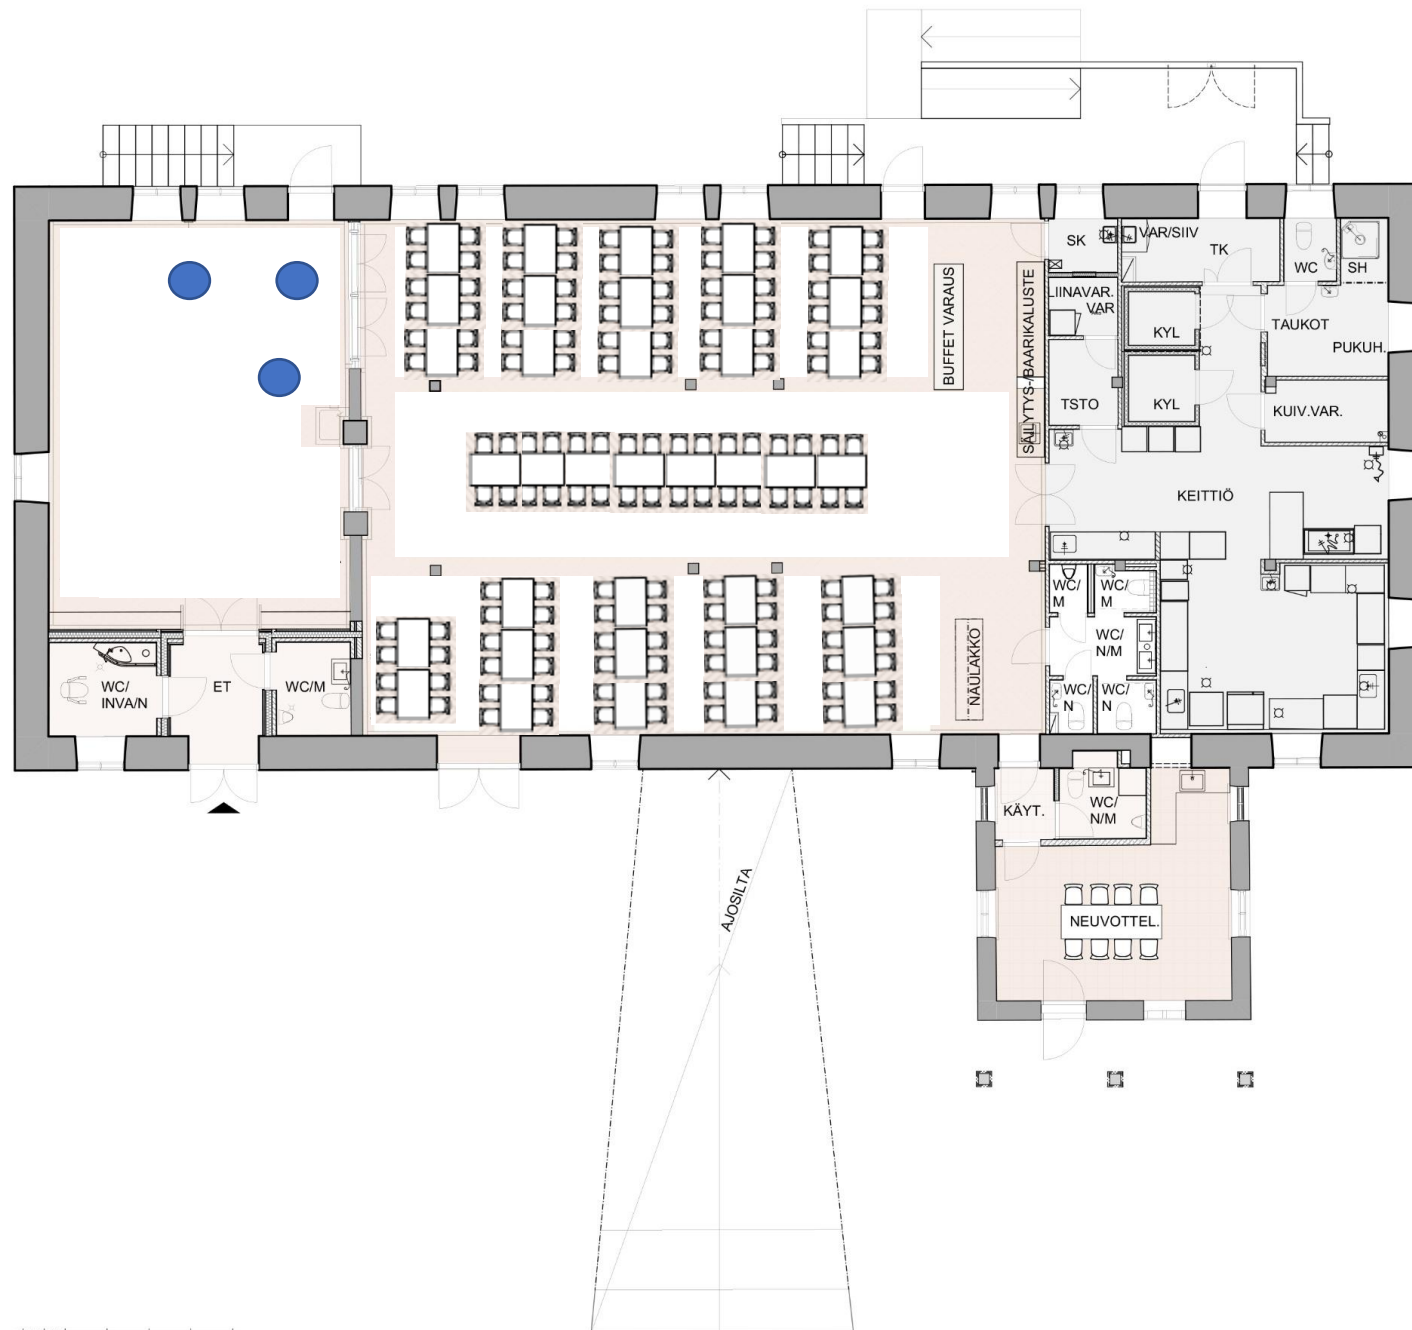 SK
VAR/SIIV
TK
WC
SH
LIINAVAR.
VAR
KYL
TAUKOT
PUKUH.
BUFFET VARAUS
SÄILYTYS-/BAARIKALUSTE
TSTO
KYL
KUIV.VAR.
KEITTIÖ
WC/
M
WC/
M
WC/
N/M
NAULAKKO
WC/
N
WC/
N
WC/
INVA/N
ET
WC/M
KÄYT.
WC/
N/M
AJOSILTA
NEUVOTTEL.